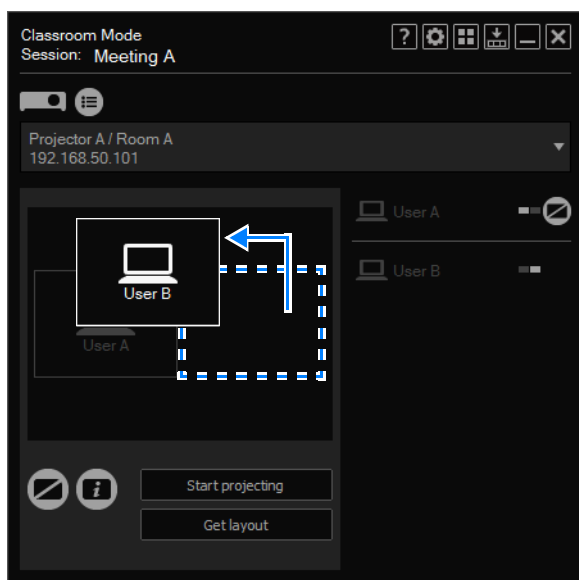 Classroom Mode
Session: Meeting A
?
Projector A / Room A
192.168.50.101
User A
User B
User B
User A
i
Start projecting
Get layout